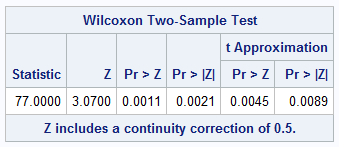 Wilcoxon Two-Sample Test
t Approximation
Statistic Z Pr > Z Pr > |Z| Pr > Z Pr > |Z|
77.0000 3.0700 0.0011 0.0021 0.0045 0.0089
Z includes a continuity correction of 0.5.